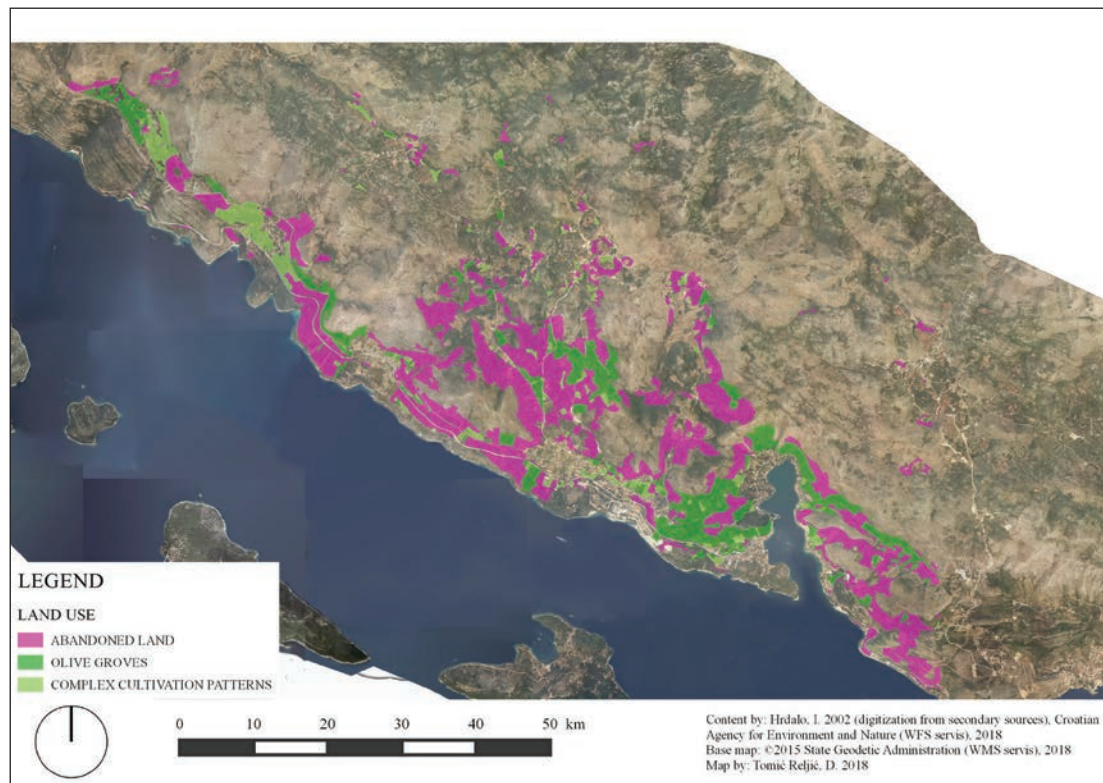 LEGEND
LAND USE
ABANDONED LAND
OLIVE GROVES
COMPLEX CULTIVATION PATTERNS
0 10 20 30 40 50 km
Content by: Hrdalo, I. 2002 (digitization from secondary sources), Croatian
Agency for Environment and Nature (WFS servis), 2018
Base map: ©2015 State Geodetic Administration (WMS servis), 2018
Map by: Tomić Reljić, D. 2018